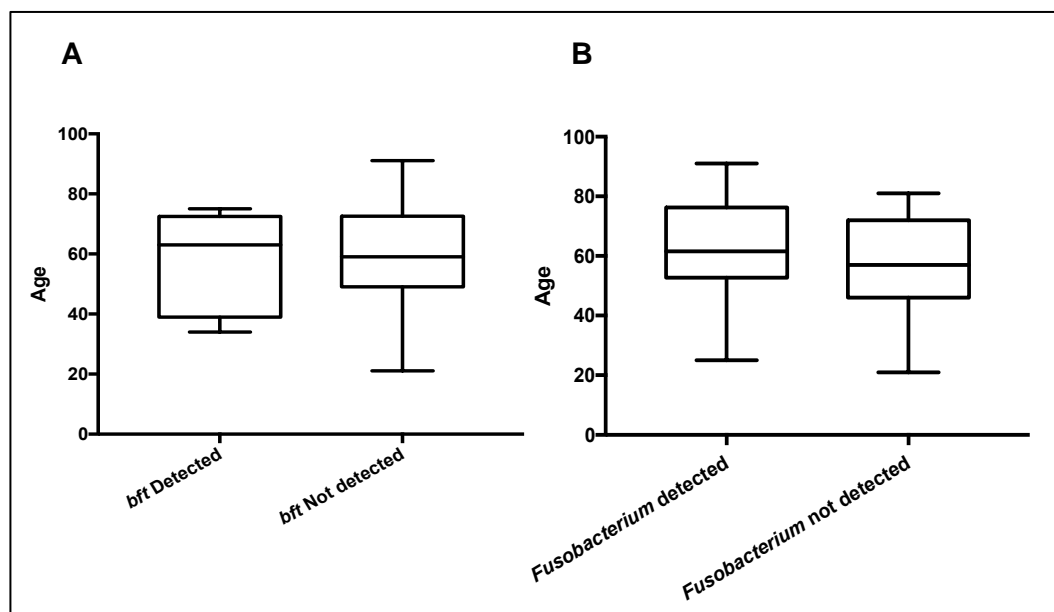 A
100
80
60
40
20
0
Age
bft Detected
bft Not detected
B
100
80
60
40
20
0
Age
Fusobacterium detected
Fusobacterium not detected